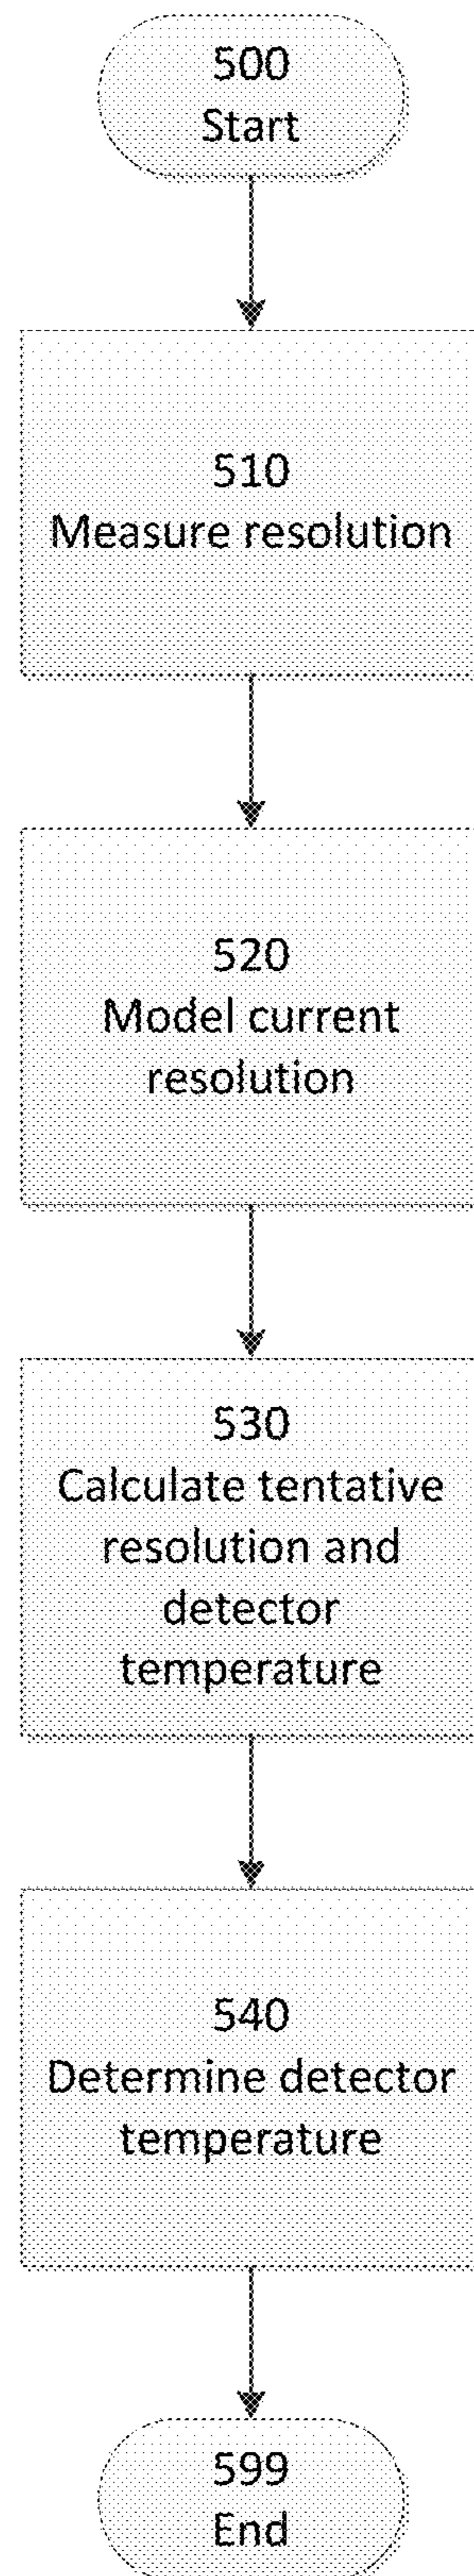 500
Start
510
Measure resolution
520
Model current
resolution
530
Calculate tentative
resolution and
detector
temperature
540
Determine detector
temperature
599
End